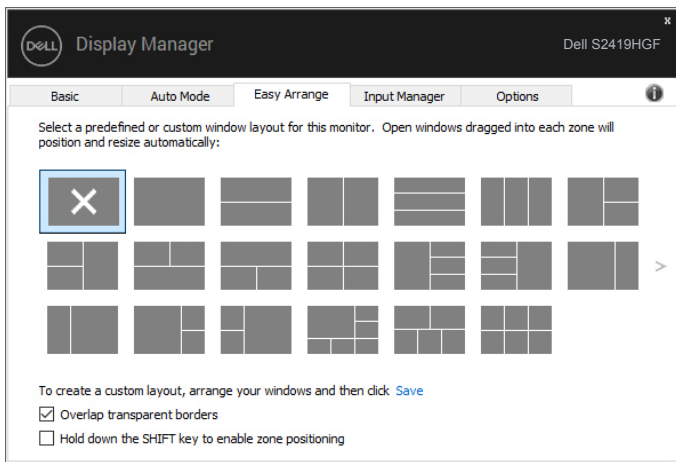 x
DELL Display Manager Dell S2419HGF
Basic Auto Mode Easy Arrange Input Manager Options
Select a predefined or custom window layout for this monitor. Open windows dragged into each zone will
position and resize automatically:
>
To create a custom layout, arrange your windows and then click Save
Overlap transparent borders
Hold down the SHIFT key to enable zone positioning